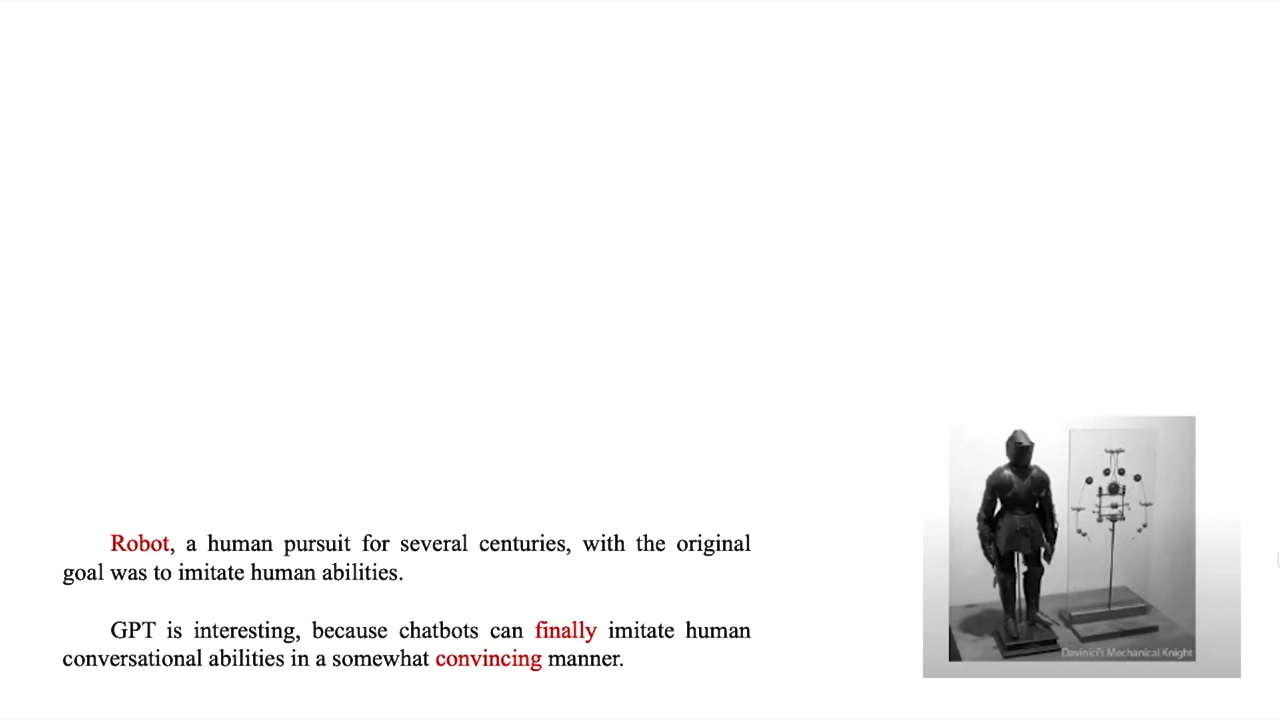 Robot, a human pursuit for several centuries, with the original
goal was to imitate human abilities.
GPT is interesting, because chatbots can finally imitate human
conversational abilities in a somewhat convincing manner.
Davinici's Mechanical Knight